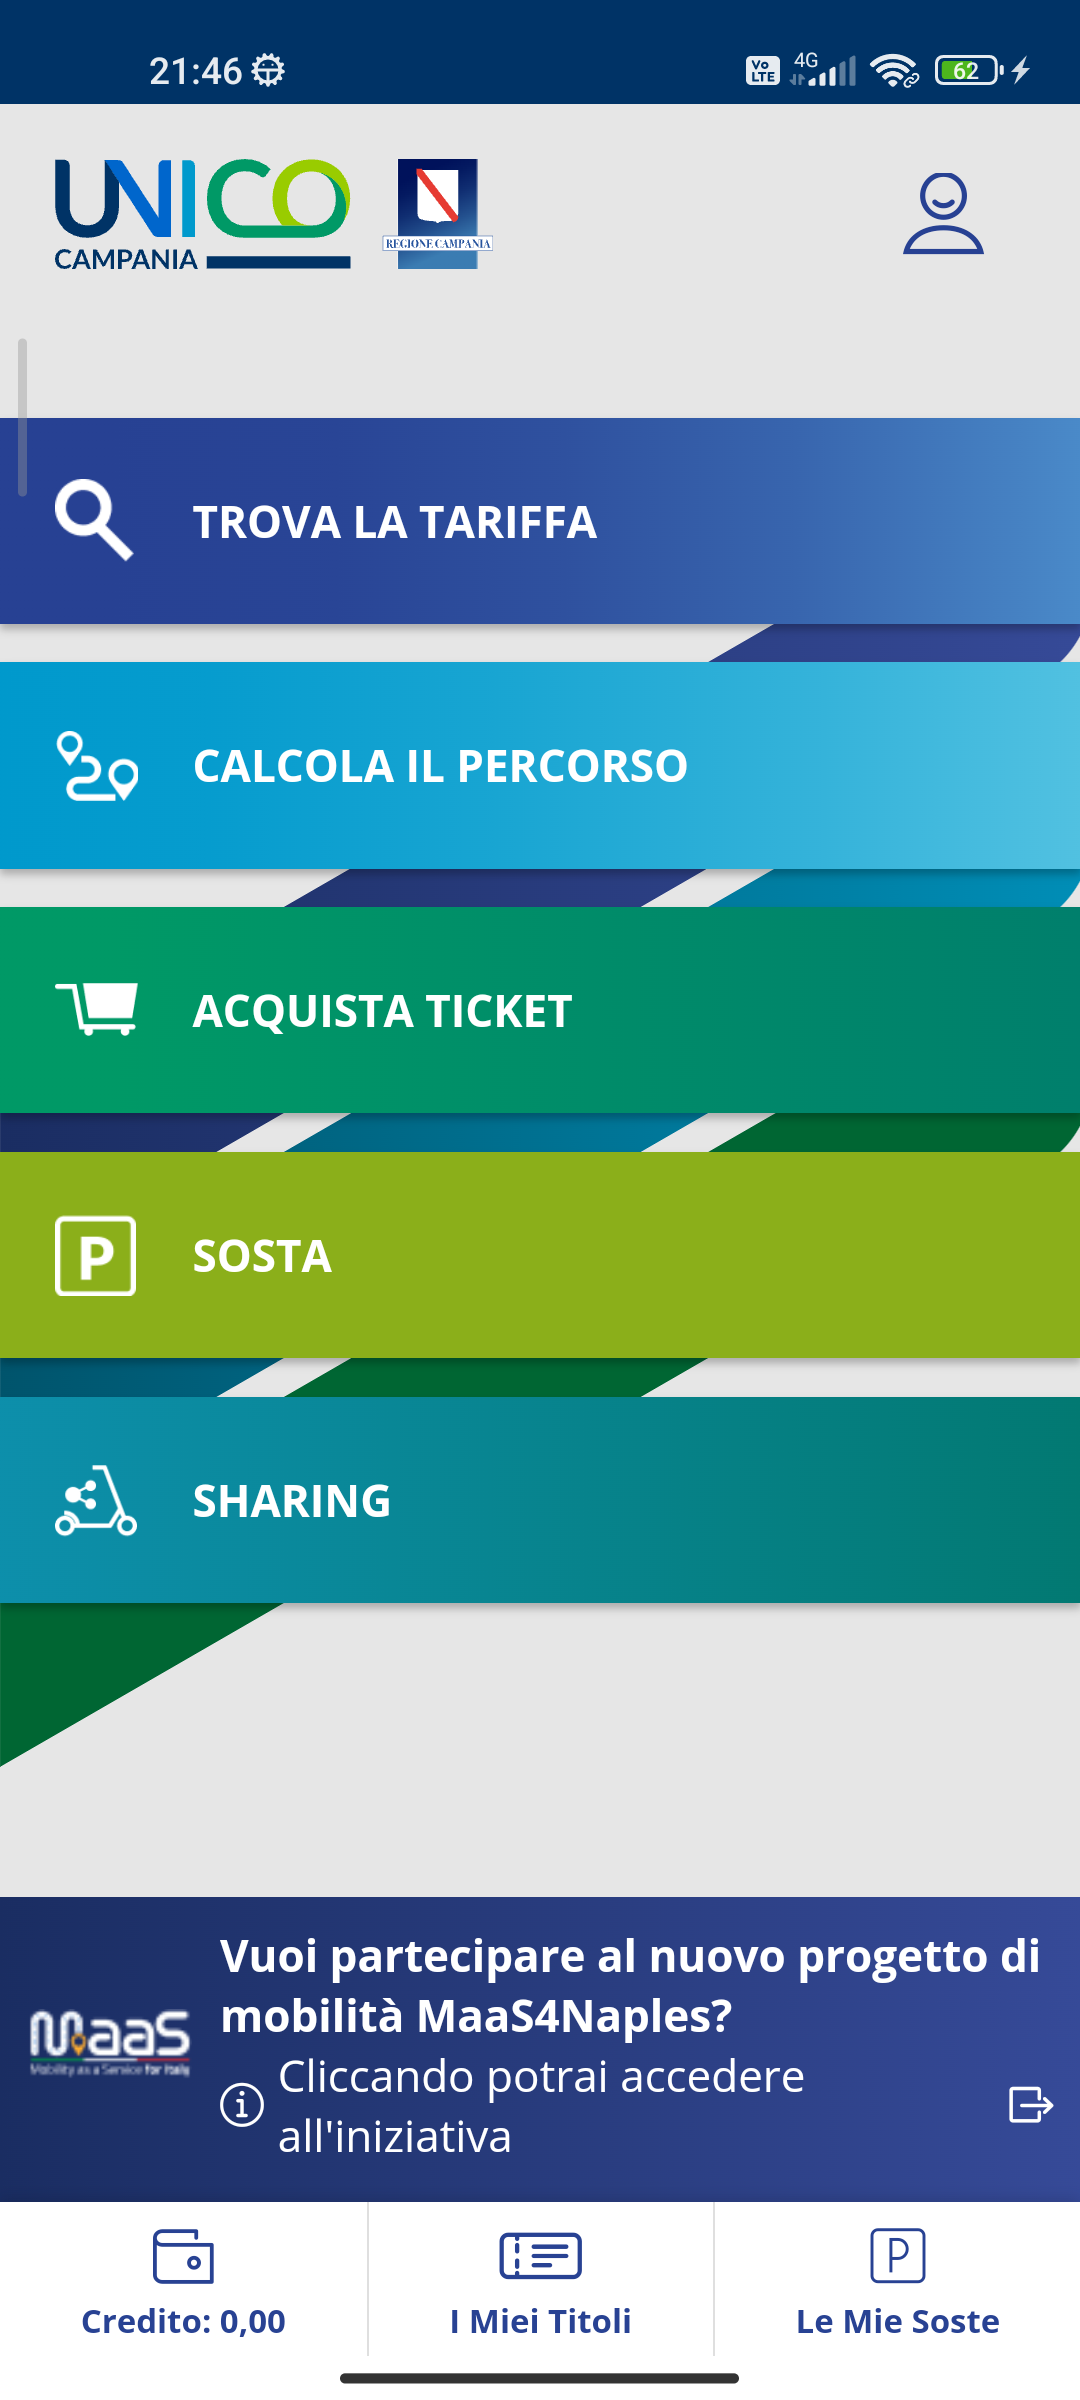 21:46
Vo LTE
4G
62
UNICO
CAMPANIA
REGIONE CAMPANIA
TROVA LA TARIFFA
CALCOLA IL PERCORSO
ACQUISTA TICKET
P
SOSTA
SHARING
Vuoi partecipare al nuovo progetto di
mobilità MaaS4Naples?
MaaS
Mobility as a Service for Italy
Cliccando potrai accedere
all'iniziativa
P
Credito: 0,00
I Miei Titoli
Le Mie Soste